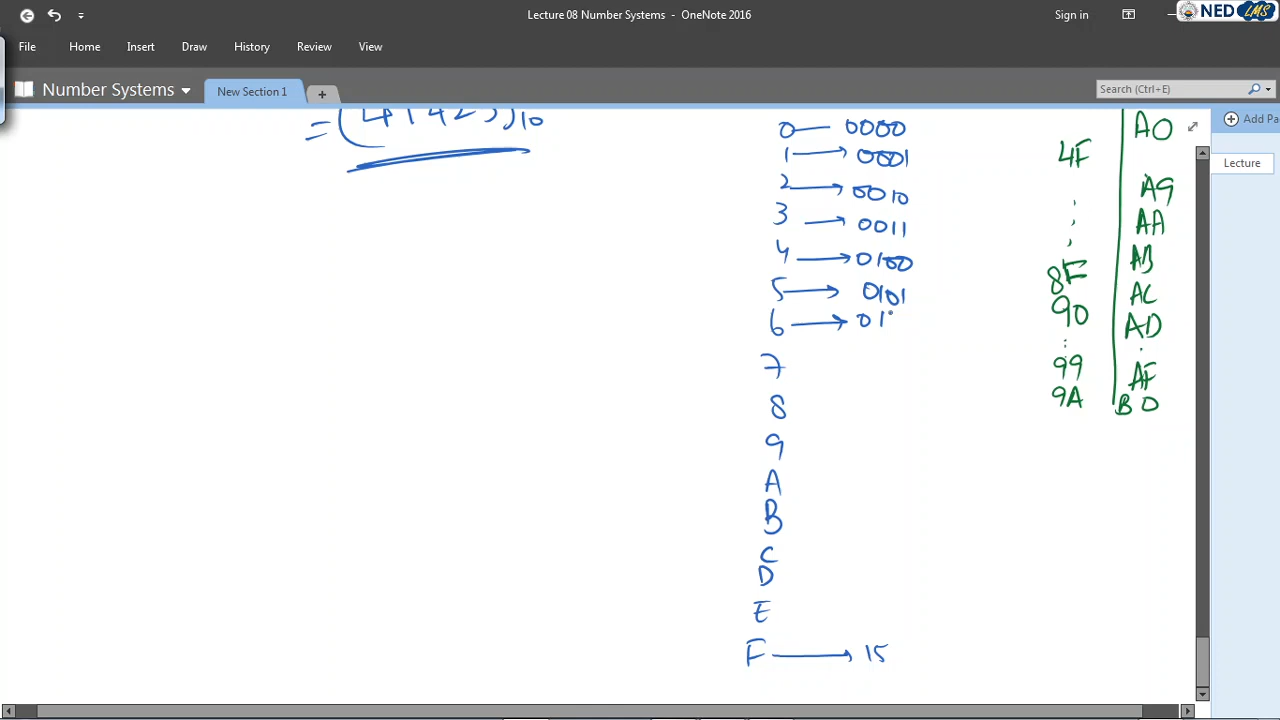 Lecture 08 Number Systems - OneNote 2016
Sign in
NED LMS
File Home Insert Draw History Review View
Number Systems
New Section 1
+
Search (Ctrl+E)
Add Pa
Lecture
0 — 0000
1 → 0001
2 → 0010
3 → 0011
4 → 0100
5 → 0101
6 → 01
7
8
9
A
B
C
D
E
F → 15
4F
:
8F
90
:
99
9A
A0
A9
AA
AB
AC
AD
.
AF
B0